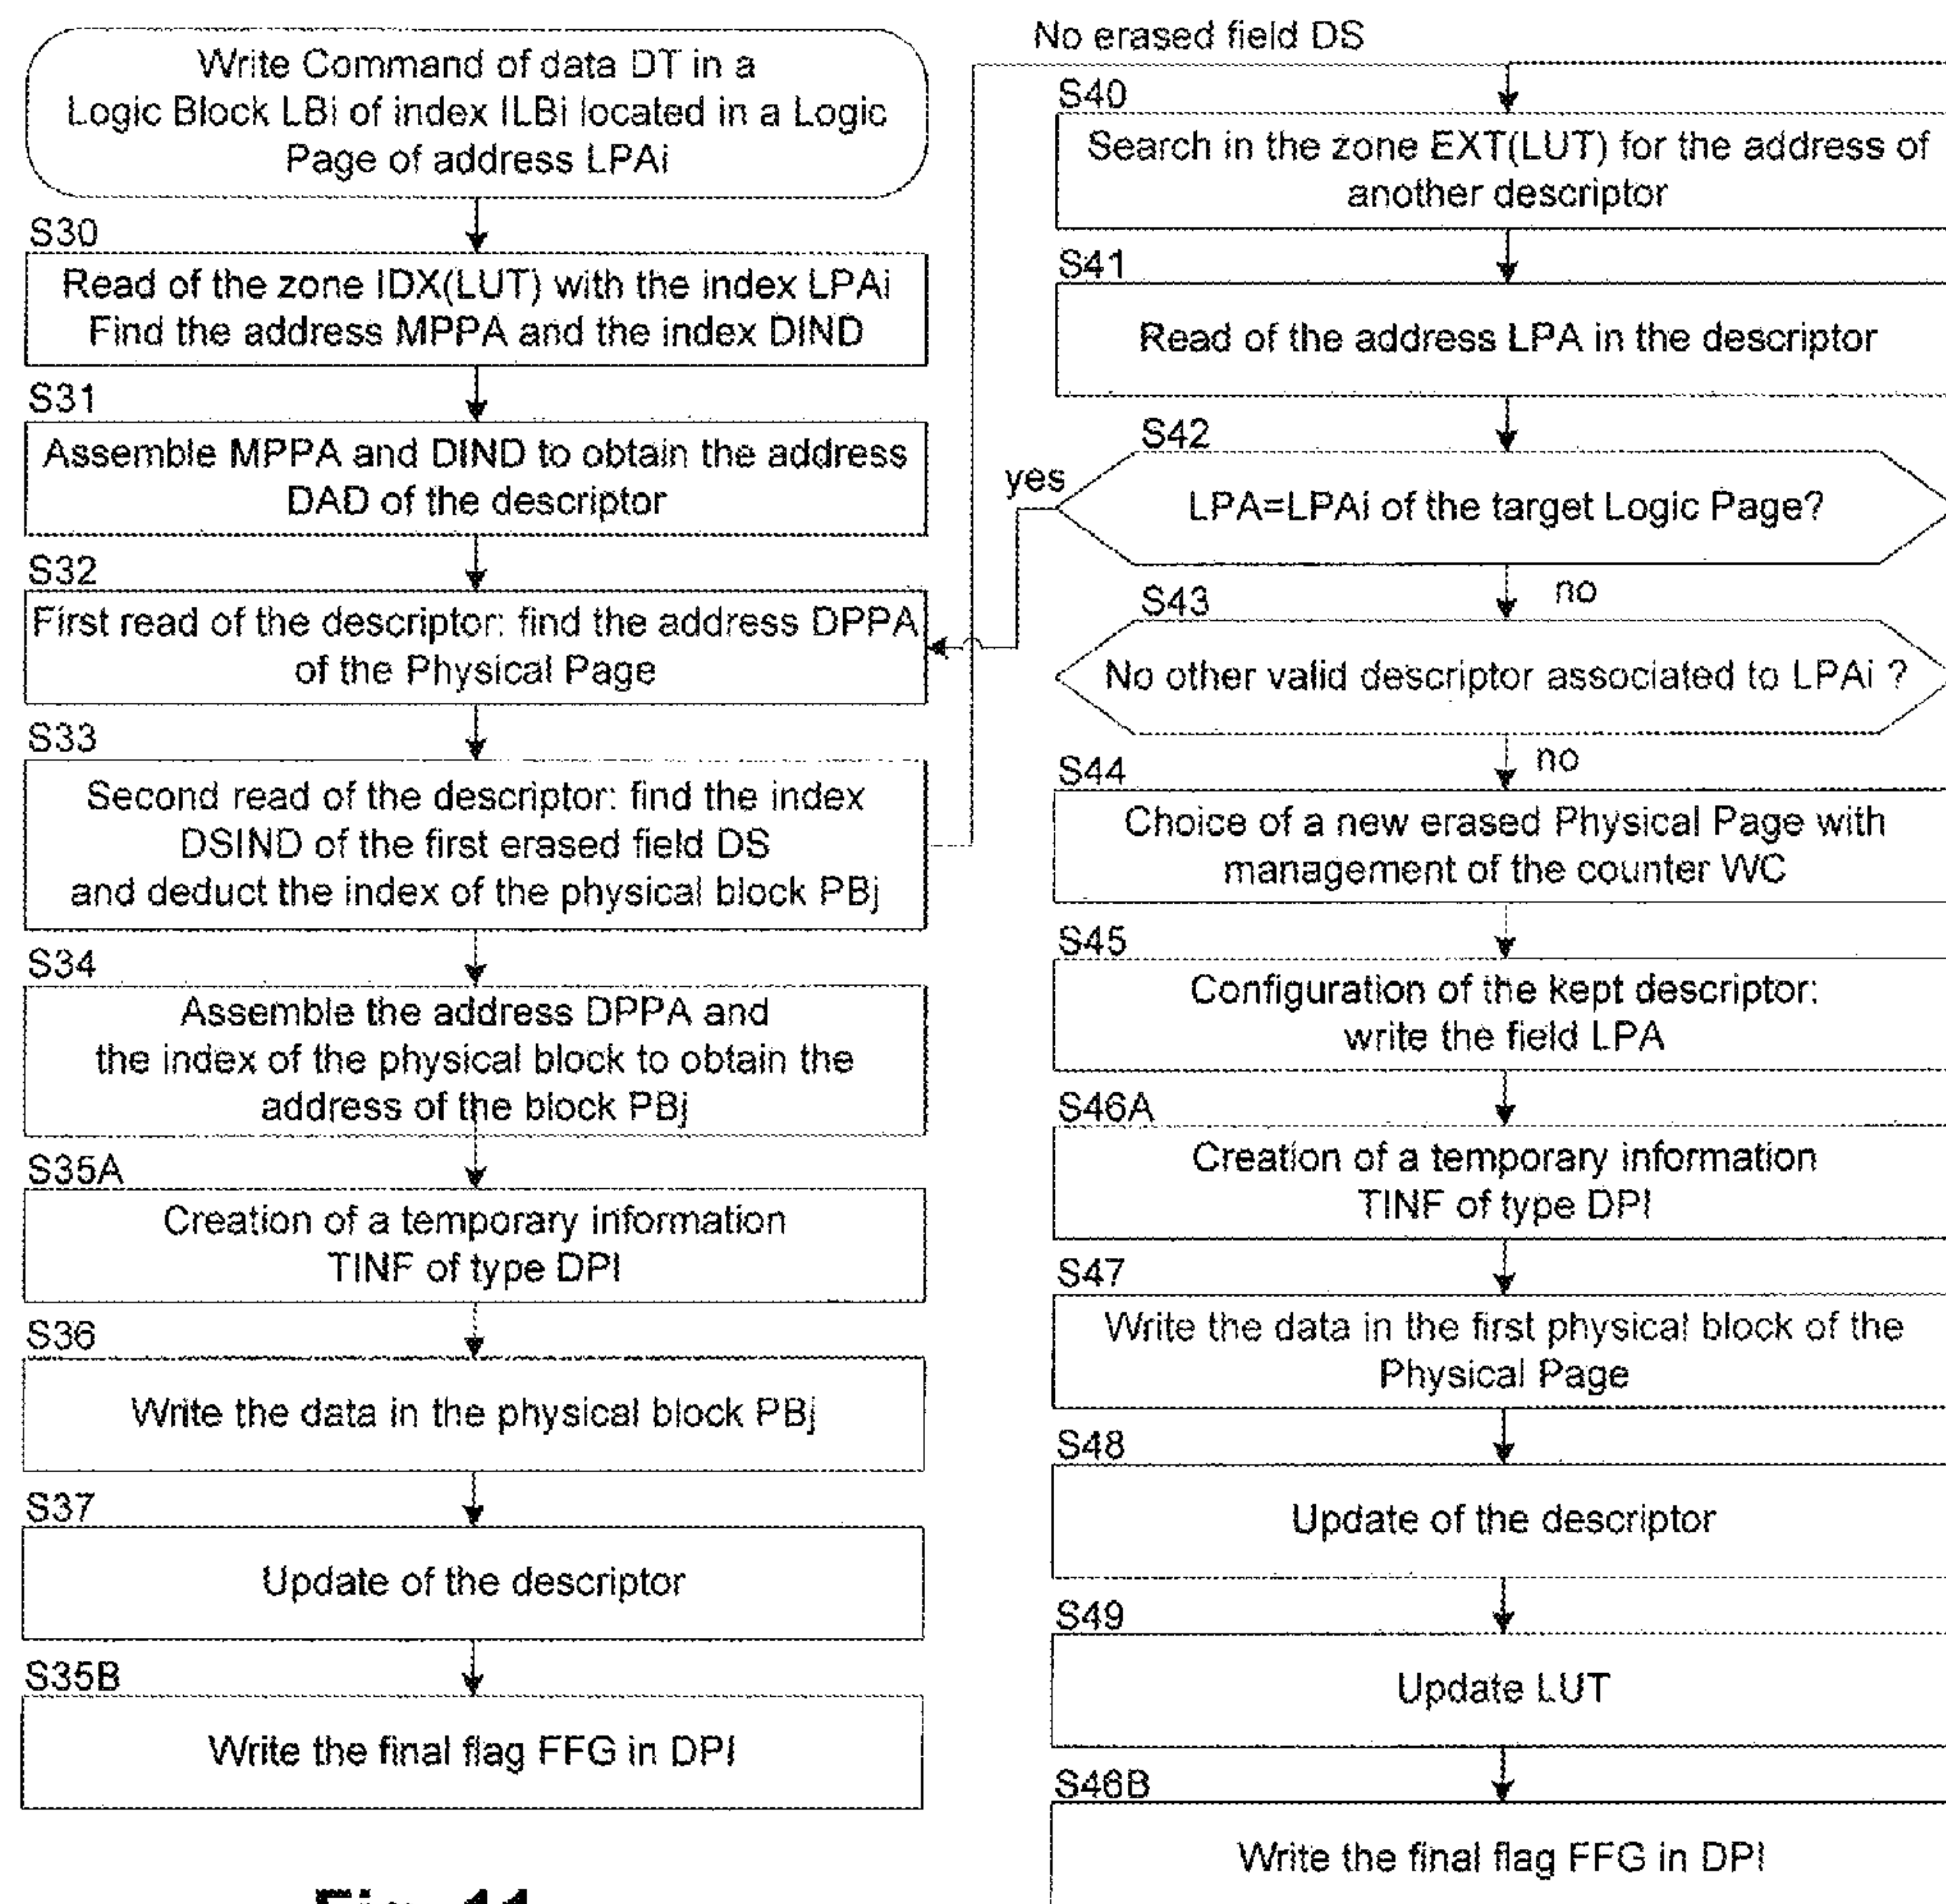 Write Command of data DT in a
Logic Block LBi of index ILBi located in a Logic
Page of address LPAi
S30
Read of the zone IDX(LUT) with the index LPAi
Find the address MPPA and the index DIND
S31
Assemble MPPA and DIND to obtain the address
DAD of the descriptor
S32
First read of the descriptor: find the address DPPA
of the Physical Page
S33
Second read of the descriptor: find the index
DSIND of the first erased field DS
and deduct the index of the physical block PBj
S34
Assemble the address DPPA and
the index of the physical block to obtain the
address of the block PBj
S35A
Creation of a temporary information
TINF of type DPI
S36
Write the data in the physical block PBj
S37
Update of the descriptor
S35B
Write the final flag FFG in DPI
No erased field DS
S40
Search in the zone EXT(LUT) for the address of
another descriptor
S41
Read of the address LPA in the descriptor
S42
yes
LPA=LPAi of the target Logic Page?
no
S43
No other valid descriptor associated to LPAi ?
no
S44
Choice of a new erased Physical Page with
management of the counter WC
S45
Configuration of the kept descriptor:
write the field LPA
S46A
Creation of a temporary information
TINF of type DPI
S47
Write the data in the first physical block of the
Physical Page
S48
Update of the descriptor
S49
Update LUT
S46B
Write the final flag FFG in DPI
Fig. 11